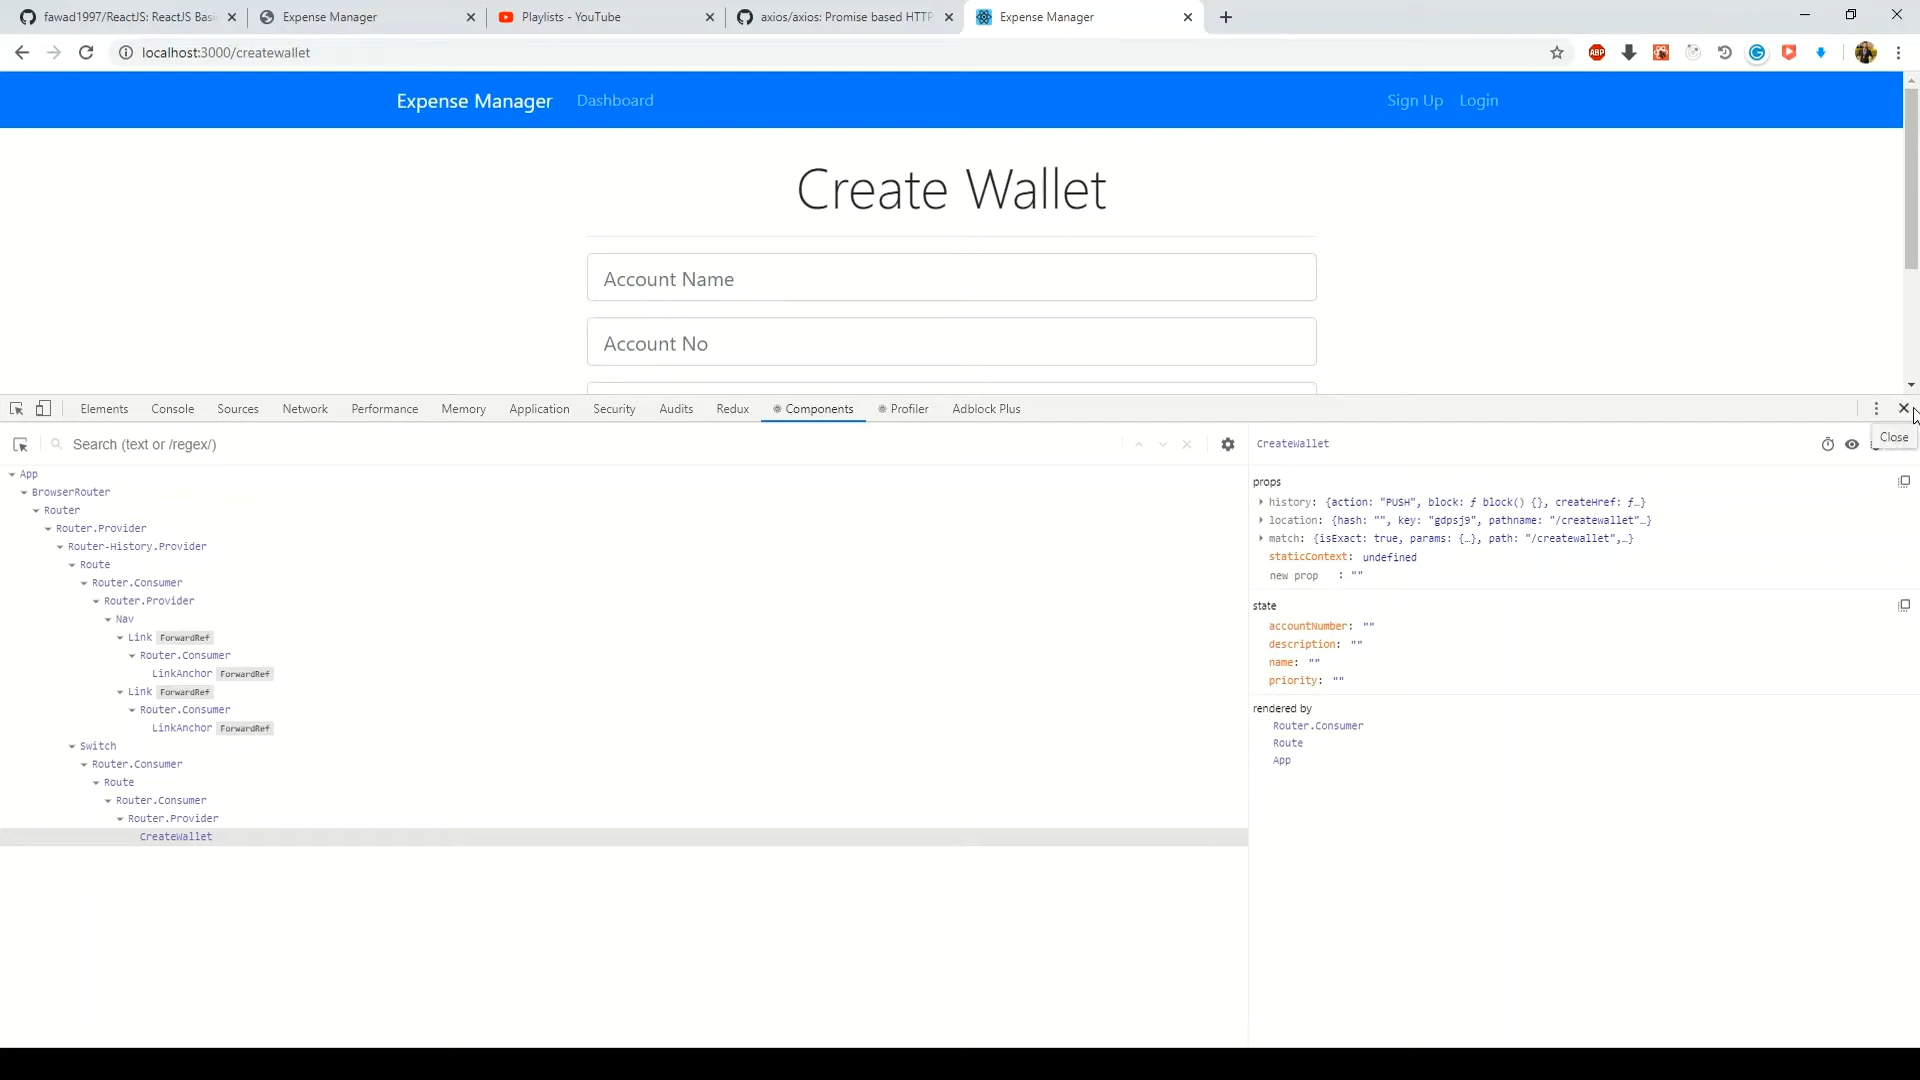 fawad1997/ReactJS: ReactJS Basi
Expense Manager
Playlists - YouTube
axios/axios: Promise based HTTP
Expense Manager
localhost:3000/createwallet
ABP
Expense Manager
Dashboard
Sign Up
Login
Create Wallet
Account Name
Account No
Elements
Console
Sources
Network
Performance
Memory
Application
Security
Audits
Redux
Components
Profiler
Adblock Plus
Close
Search (text or /regex/)
App
BrowserRouter
Router
Router.Provider
Router-History.Provider
Route
Router.Consumer
Router.Provider
Nav
Link ForwardRef
Router.Consumer
LinkAnchor ForwardRef
Link ForwardRef
Router.Consumer
LinkAnchor ForwardRef
Switch
Router.Consumer
Route
Router.Consumer
Router.Provider
CreateWallet
CreateWallet
props
history: {action: "PUSH", block: ƒ block() {}, createHref: ƒ…}
location: {hash: "", key: "gdpsj9", pathname: "/createwallet"…}
match: {isExact: true, params: {…}, path: "/createwallet",…}
staticContext: undefined
new prop : ""
state
accountNumber: ""
description: ""
name: ""
priority: ""
rendered by
Router.Consumer
Route
App